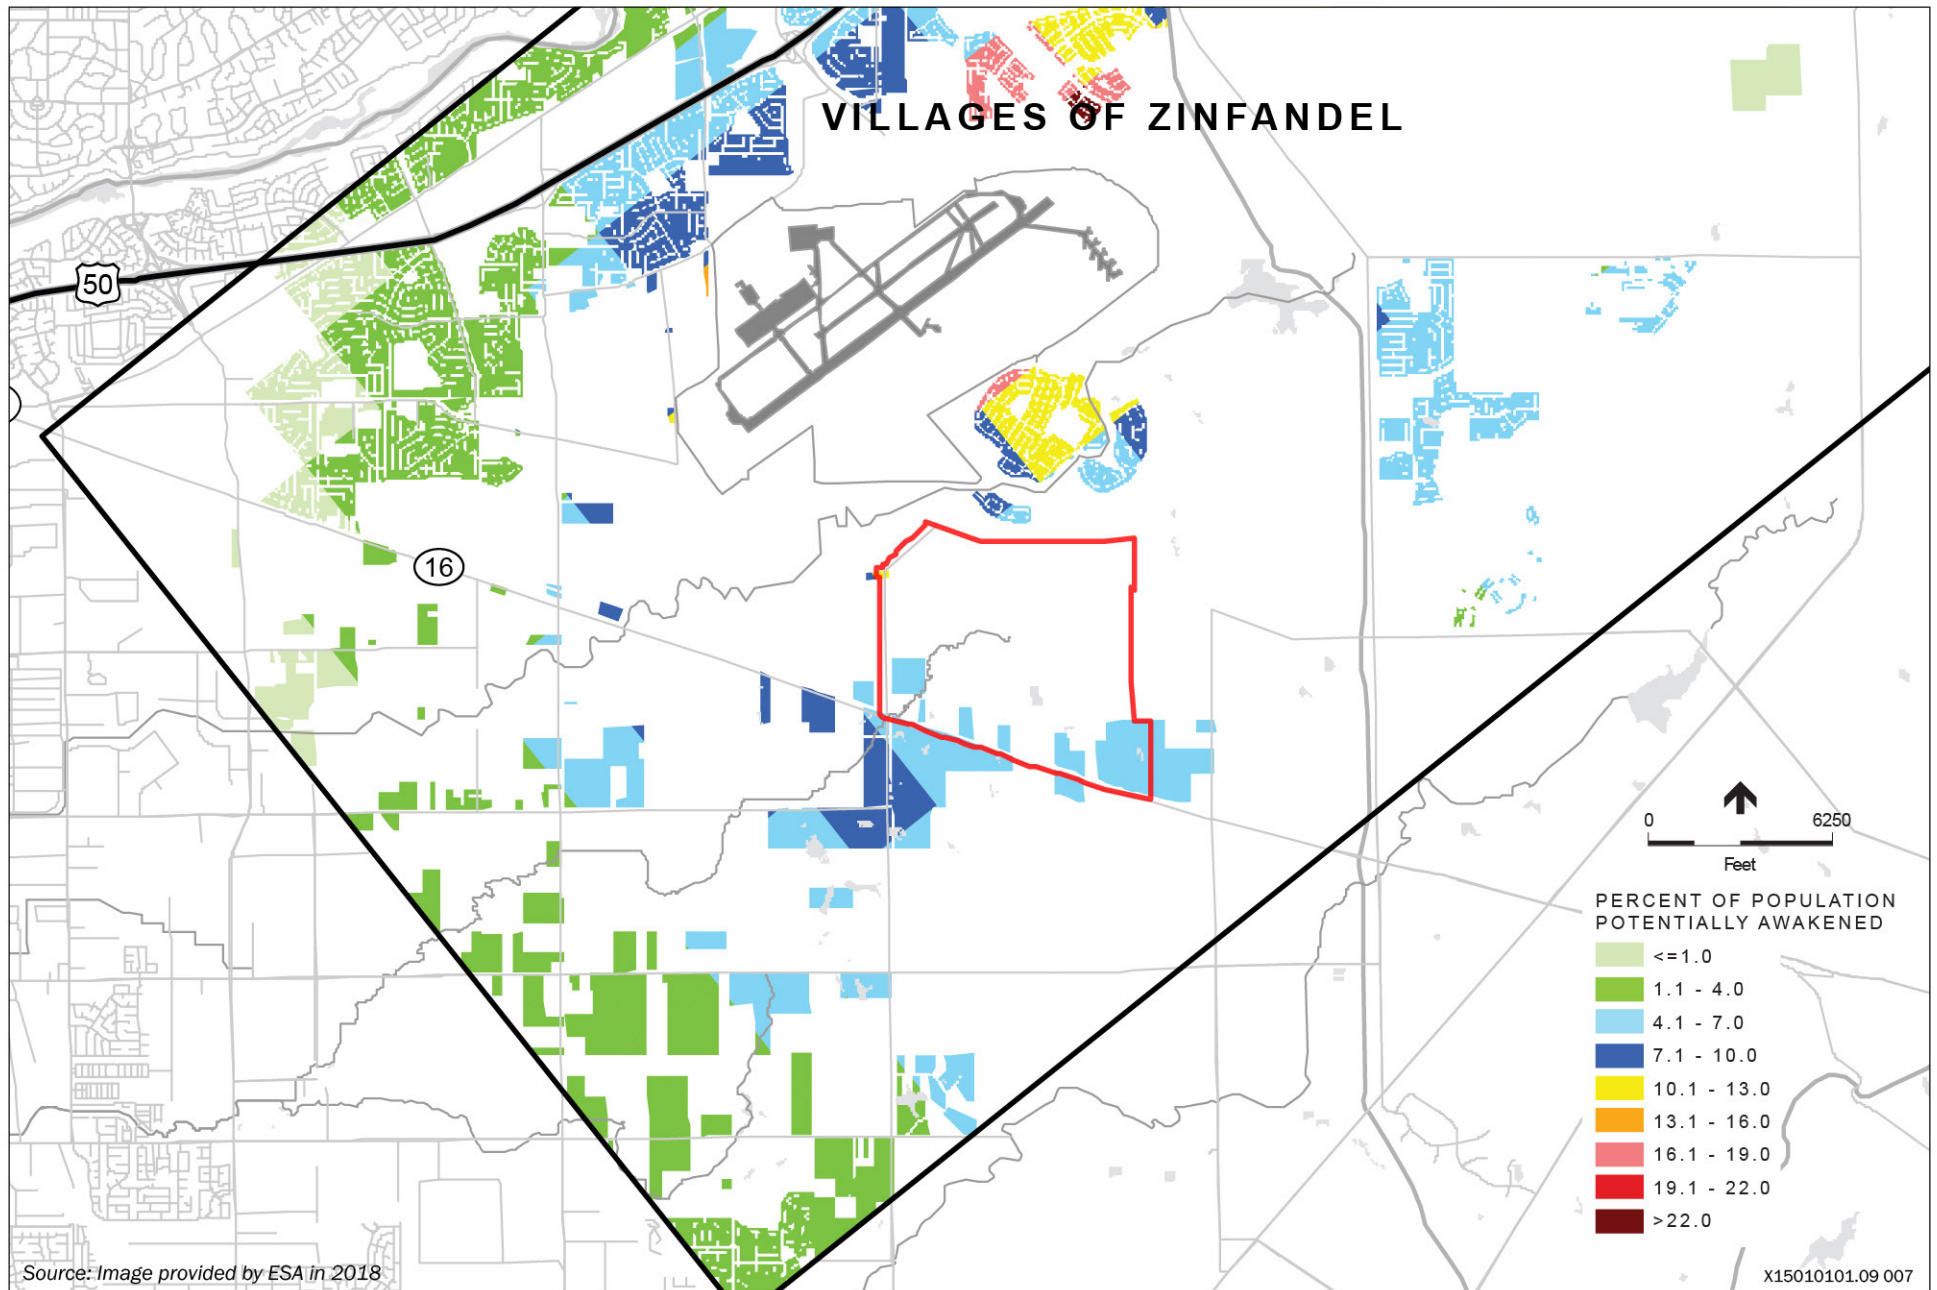 VILLAGES OF ZINFANDEL
50
16
0 6250
Feet
PERCENT OF POPULATION
POTENTIALLY AWAKENED
<=1.0
1.1 - 4.0
4.1 - 7.0
7.1 - 10.0
10.1 - 13.0
13.1 - 16.0
16.1 - 19.0
19.1 - 22.0
>22.0
Source: Image provided by ESA in 2018
X15010101.09 007